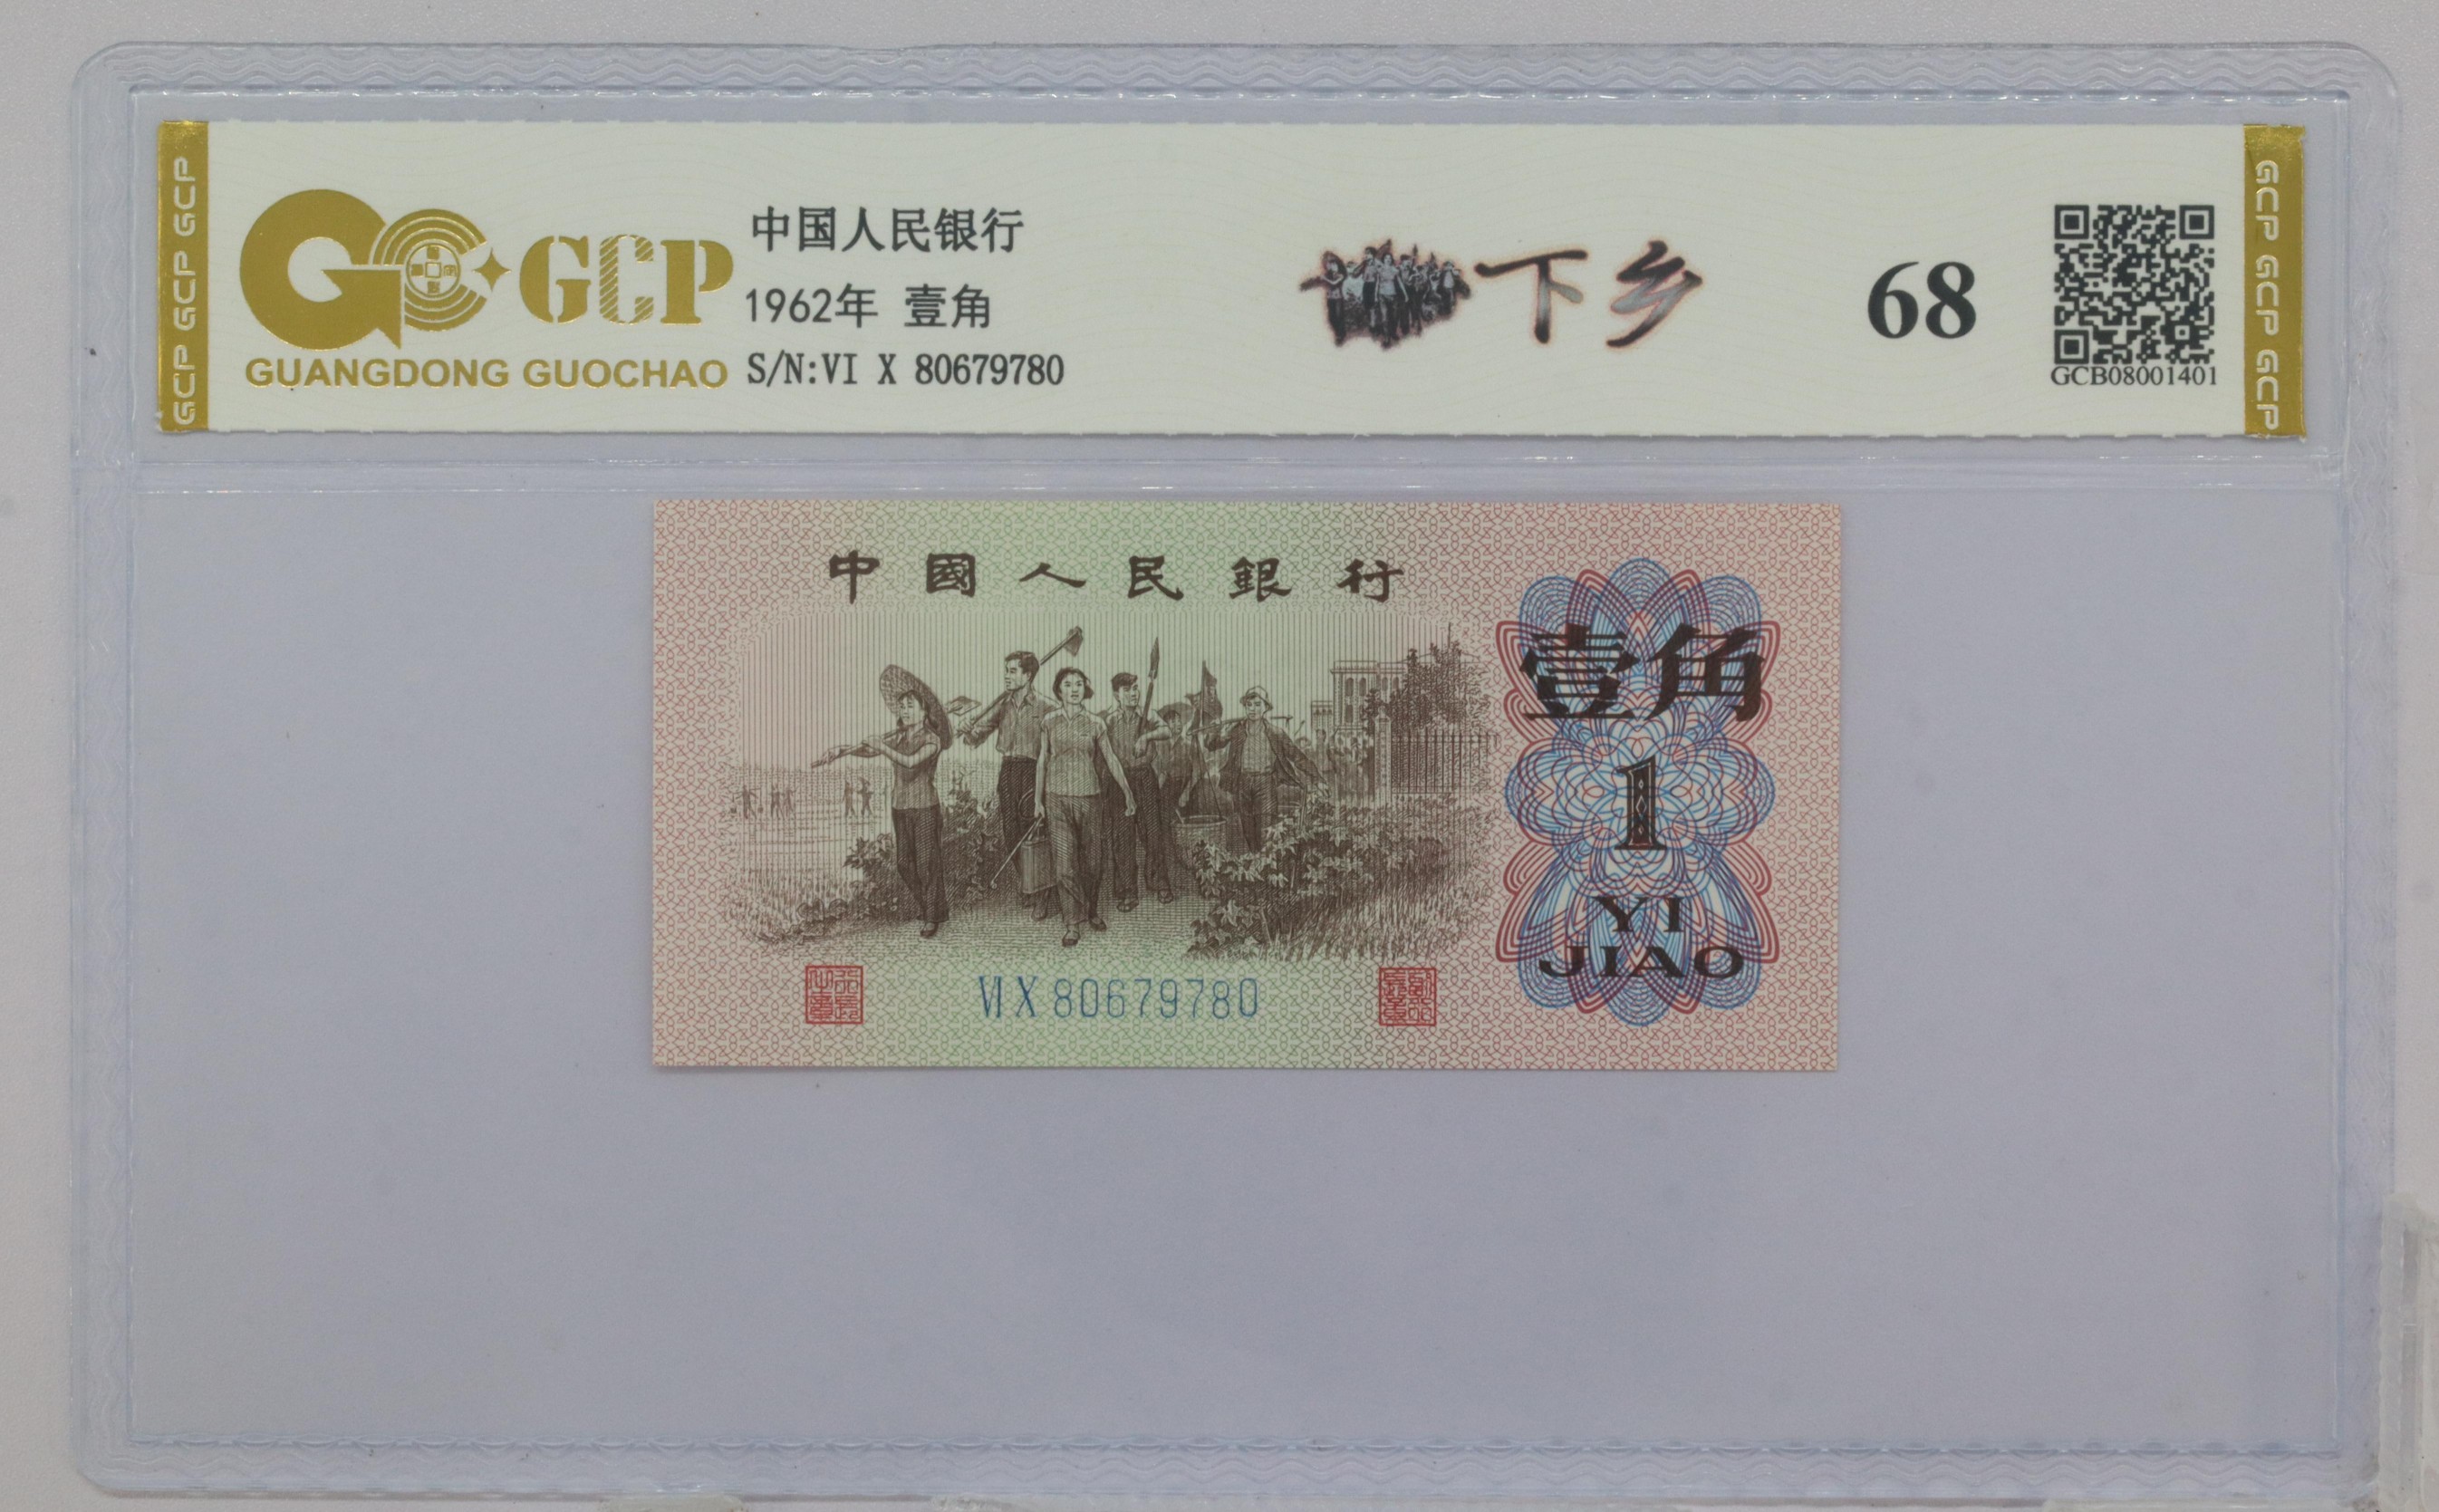 GCP GCP GCP
GCP
GUANGDONG GUOCHAO
中国人民银行
1962年 壹角
S/N:VI X 80679780
下乡
68
GCB08001401
GCP GCP GCP
中國人民銀行
壹角
1
YI
JIAO
VI X 80679780